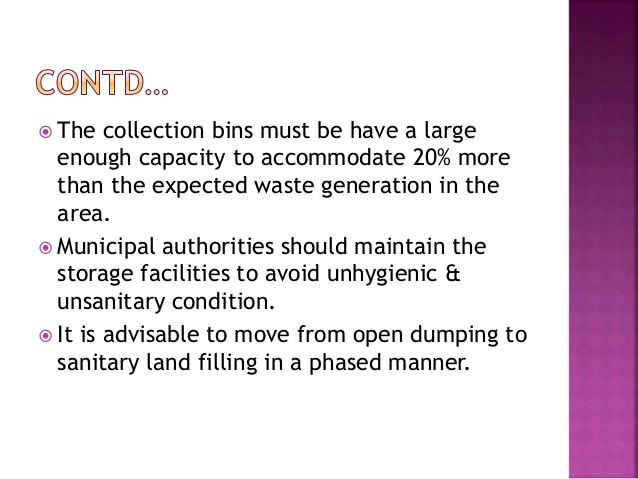 CONTD...
The collection bins must be have a large
enough capacity to accommodate 20% more
than the expected waste generation in the
area.
Municipal authorities should maintain the
storage facilities to avoid unhygienic &
unsanitary condition.
It is advisable to move from open dumping to
sanitary land filling in a phased manner.